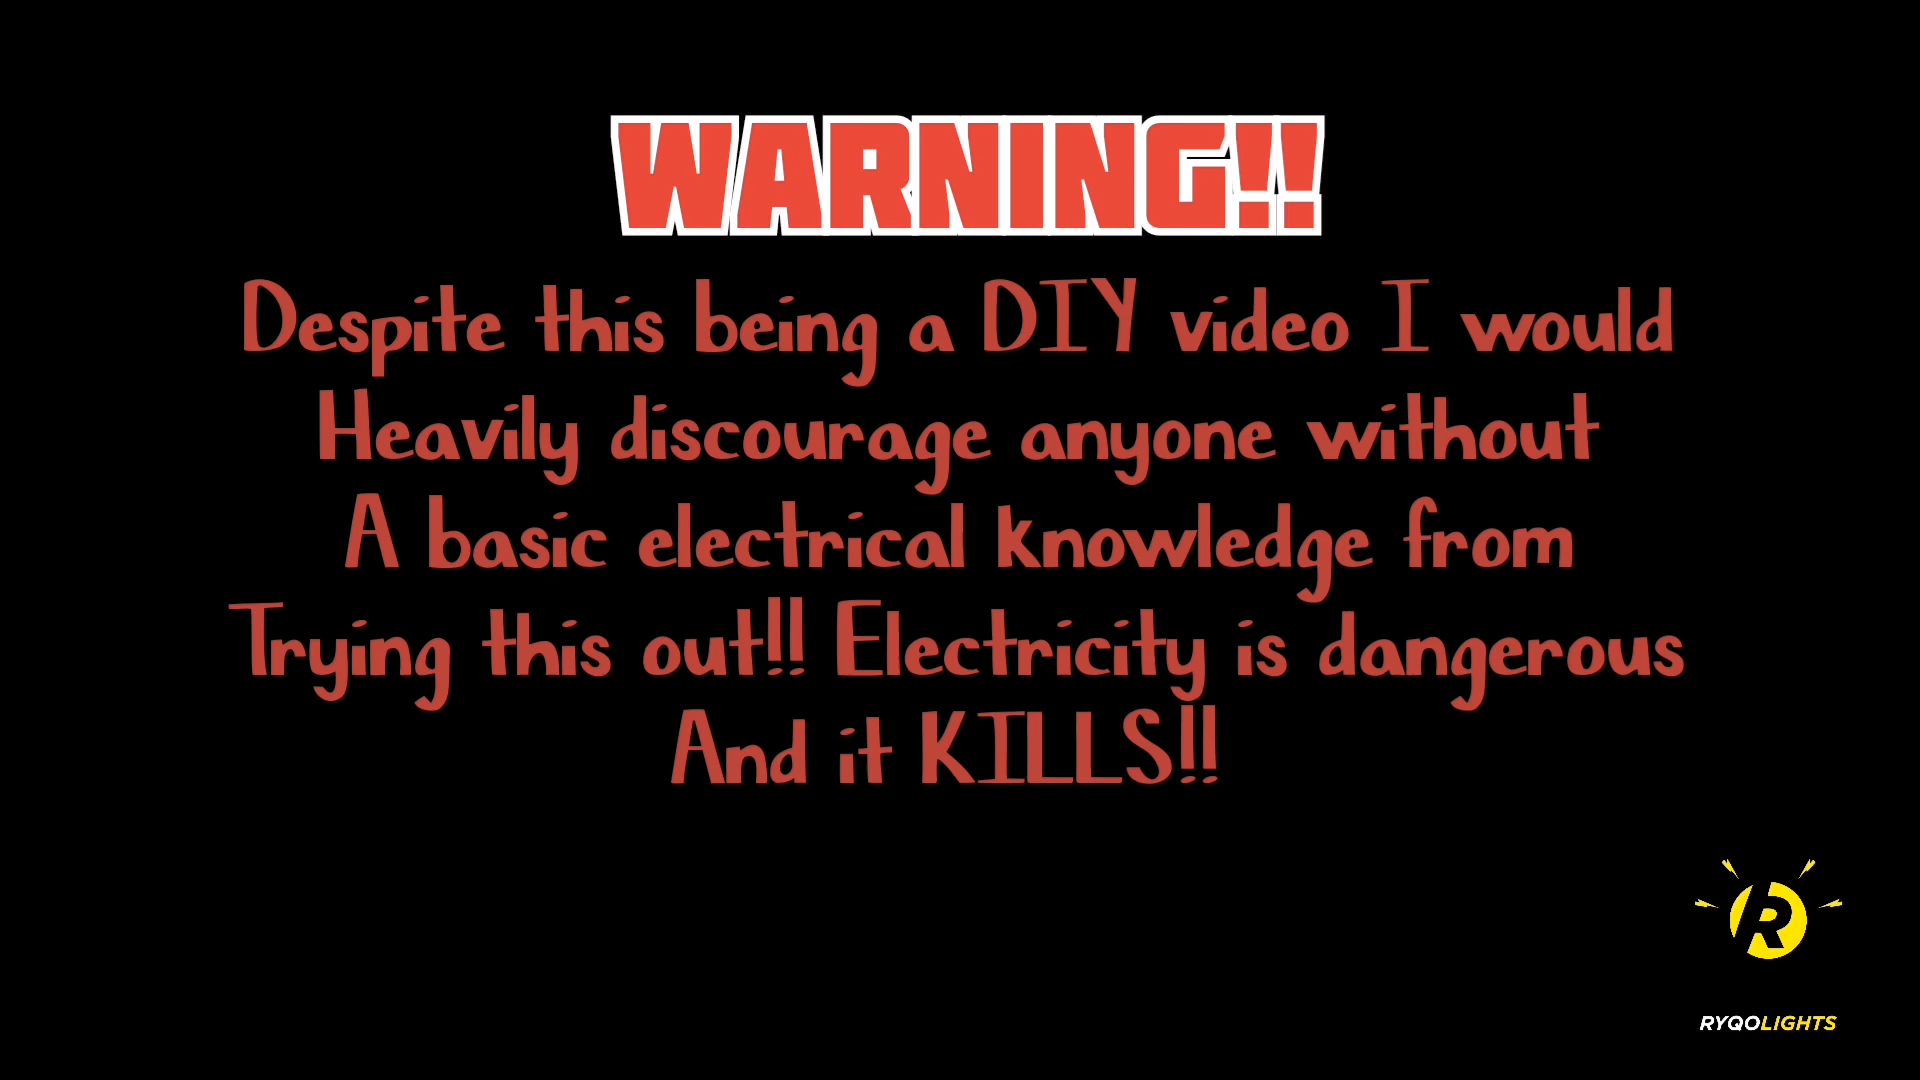 WARNING!!
Despite this being a DIY video I would
Heavily discourage anyone without
A basic electrical knowledge from
Trying this out!! Electricity is dangerous
And it KILLS!!
R
RYQOLIGHTS